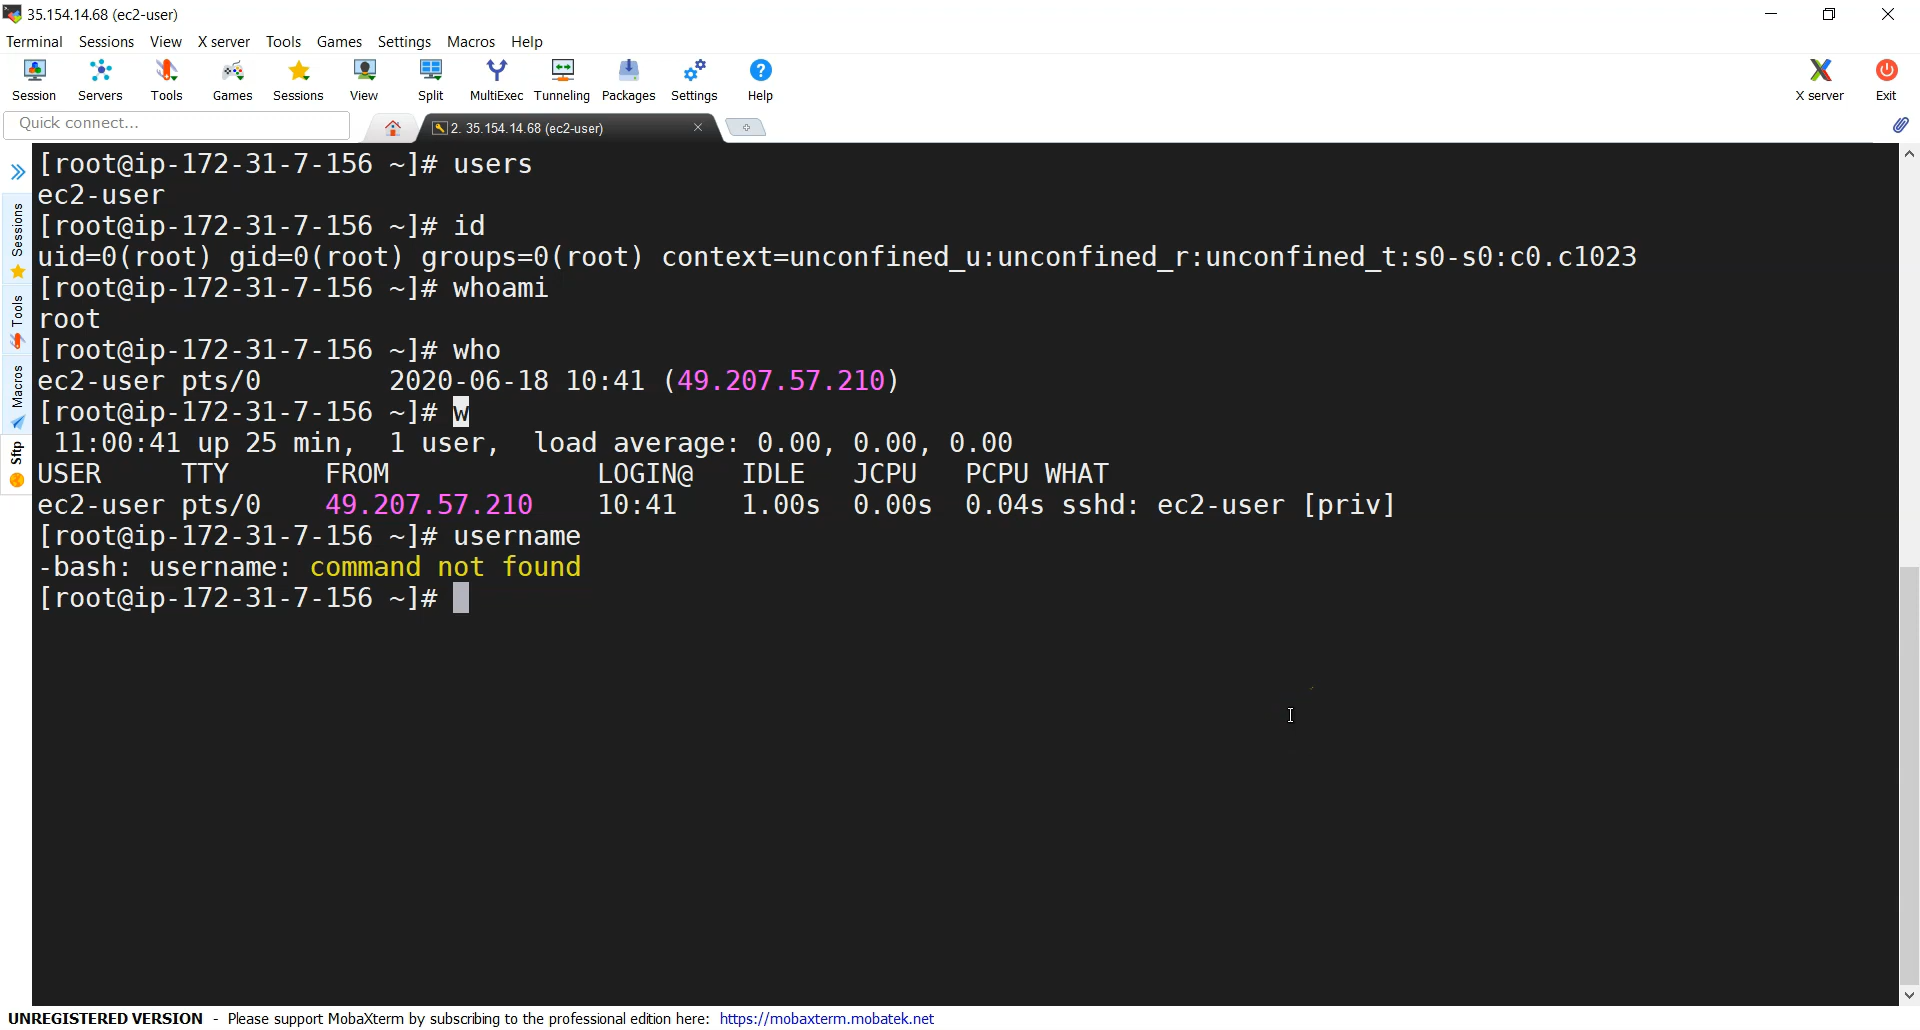 35.154.14.68 (ec2-user)
Terminal Sessions View X server Tools Games Settings Macros Help
Session Servers Tools Games Sessions View Split MultiExec Tunneling Packages Settings Help X server Exit
Quick connect...
2. 35.154.14.68 (ec2-user)
Sessions
Tools
Macros
Sftp
[root@ip-172-31-7-156 ~]# users
ec2-user
[root@ip-172-31-7-156 ~]# id
uid=0(root) gid=0(root) groups=0(root) context=unconfined_u:unconfined_r:unconfined_t:s0-s0:c0.c1023
[root@ip-172-31-7-156 ~]# whoami
root
[root@ip-172-31-7-156 ~]# who
ec2-user pts/0        2020-06-18 10:41 (49.207.57.210)
[root@ip-172-31-7-156 ~]# w
 11:00:41 up 25 min,  1 user,  load average: 0.00, 0.00, 0.00
USER     TTY      FROM             LOGIN@   IDLE   JCPU   PCPU WHAT
ec2-user pts/0    49.207.57.210    10:41    1.00s  0.00s  0.04s sshd: ec2-user [priv]
[root@ip-172-31-7-156 ~]# username
-bash: username: command not found
[root@ip-172-31-7-156 ~]#
UNREGISTERED VERSION - Please support MobaXterm by subscribing to the professional edition here: https://mobaxterm.mobatek.net